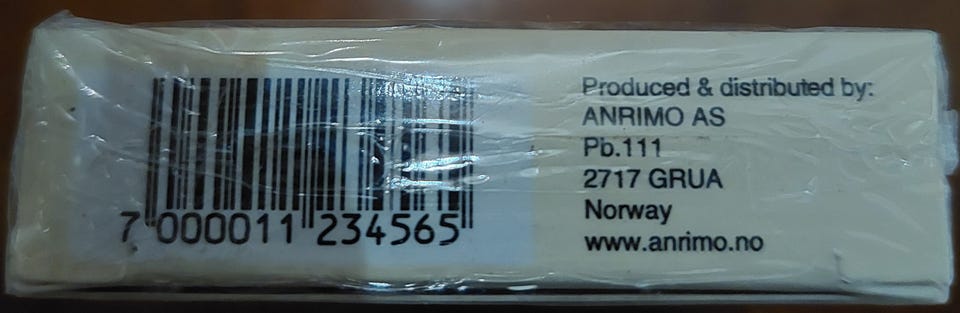 Produced & distributed by:
ANRIMO AS
Pb.111
2717 GRUA
Norway
www.anrimo.no
7 000011 234565